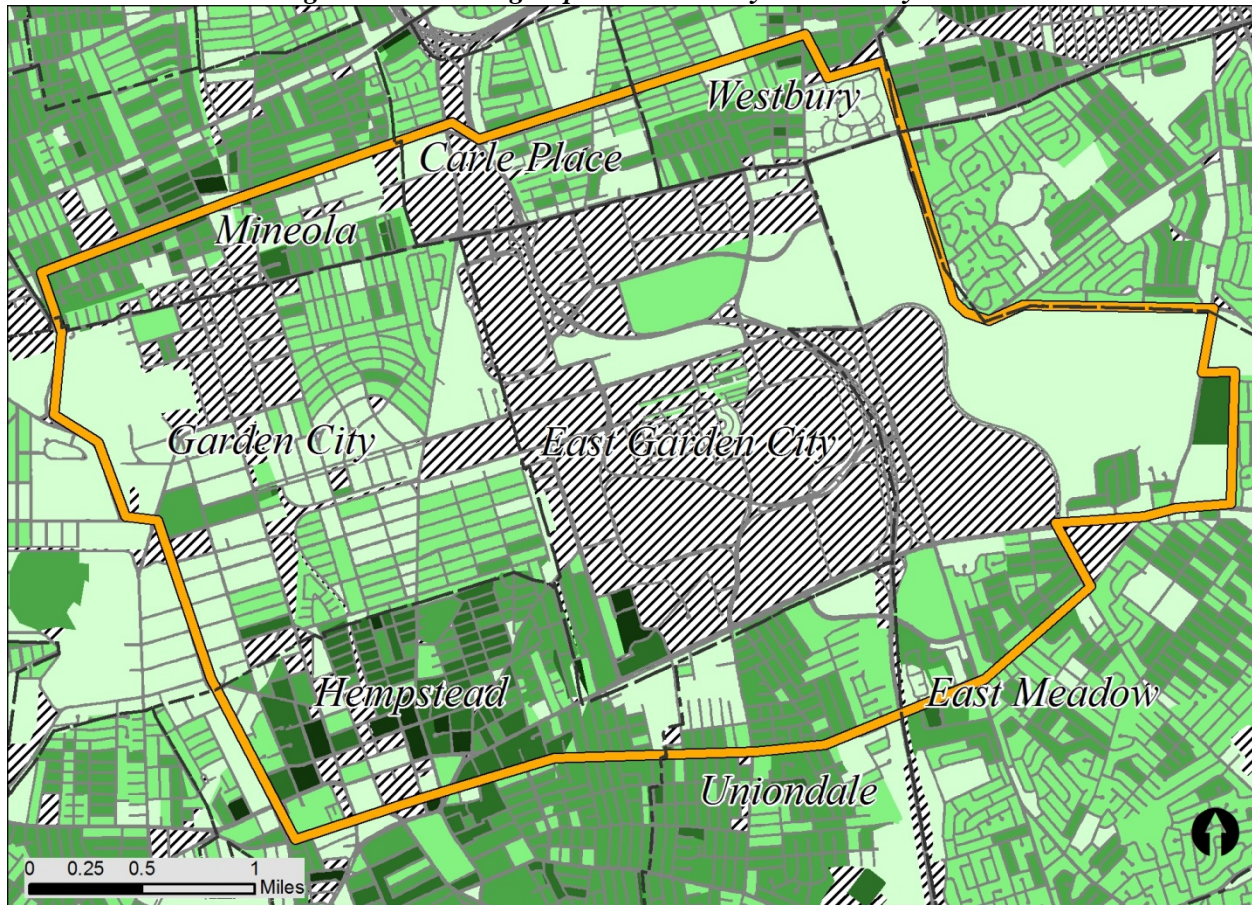 Westbury
Carle Place
Mineola
Garden City
East Garden City
Hempstead
East Meadow
Uniondale
0 0.25 0.5 1
Miles